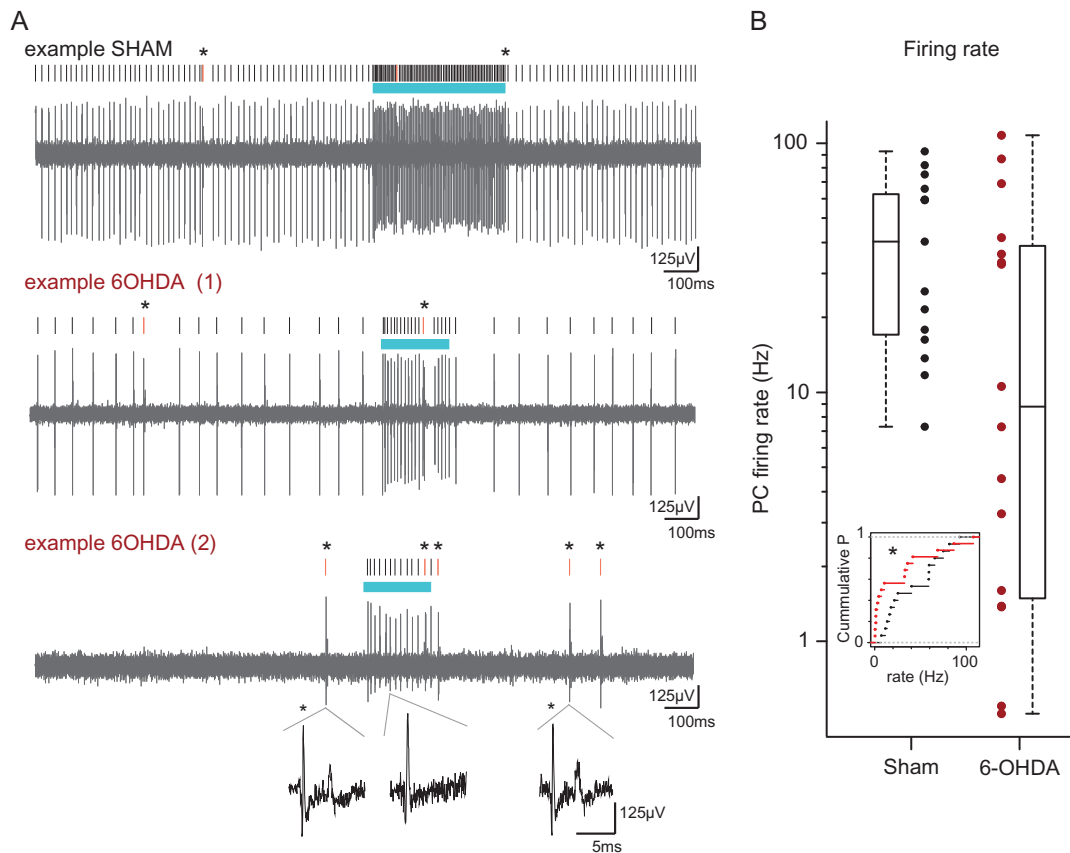 A
example SHAM
* *
125µV
100ms
example 6OHDA (1)
* *
125µV
100ms
example 6OHDA (2)
* * * * *
125µV
100ms
* *
125µV
5ms
B
Firing rate
PC firing rate (Hz)
100
10
1
Cummulative P
1
0
*
0 100
rate (Hz)
Sham 6-OHDA